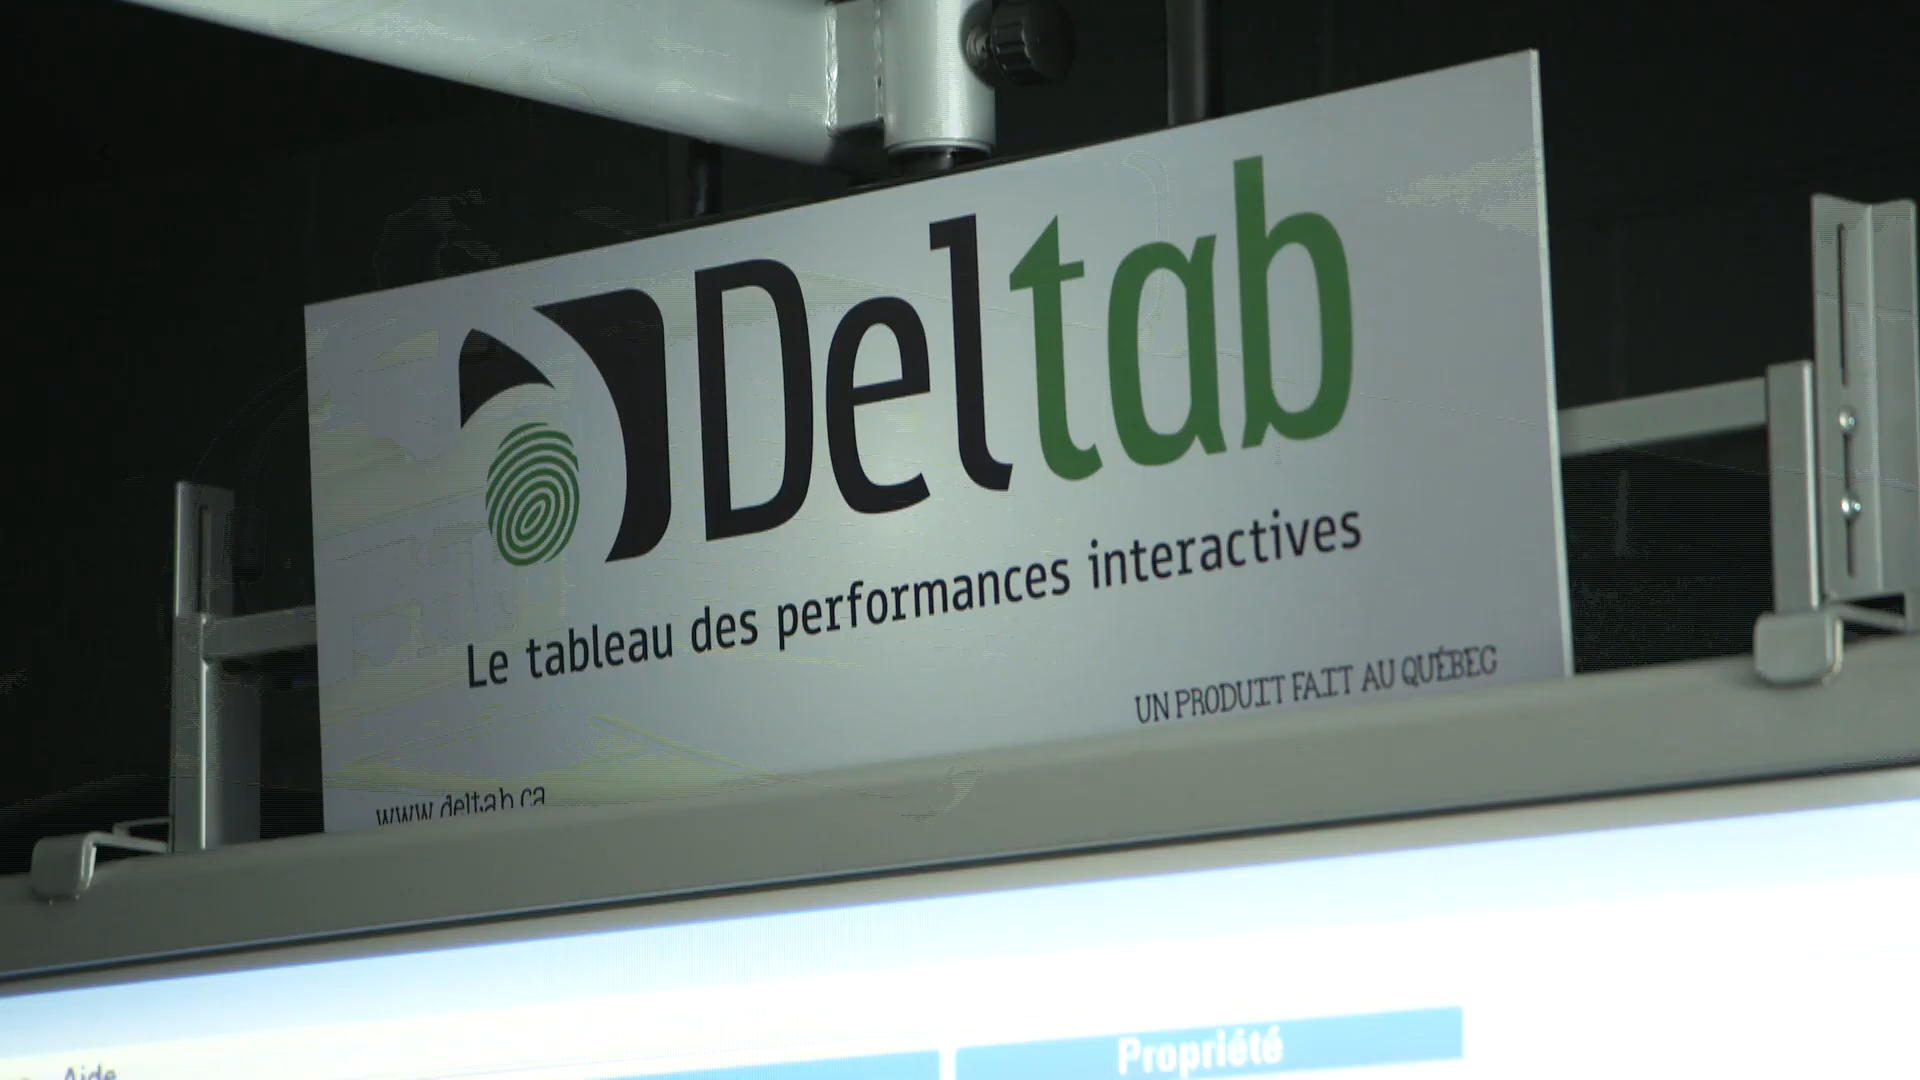 Deltab
Le tableau des performances interactives
UN PRODUIT FAIT AU QUÉBEC
www.deltab.ca
Propriété
Aide